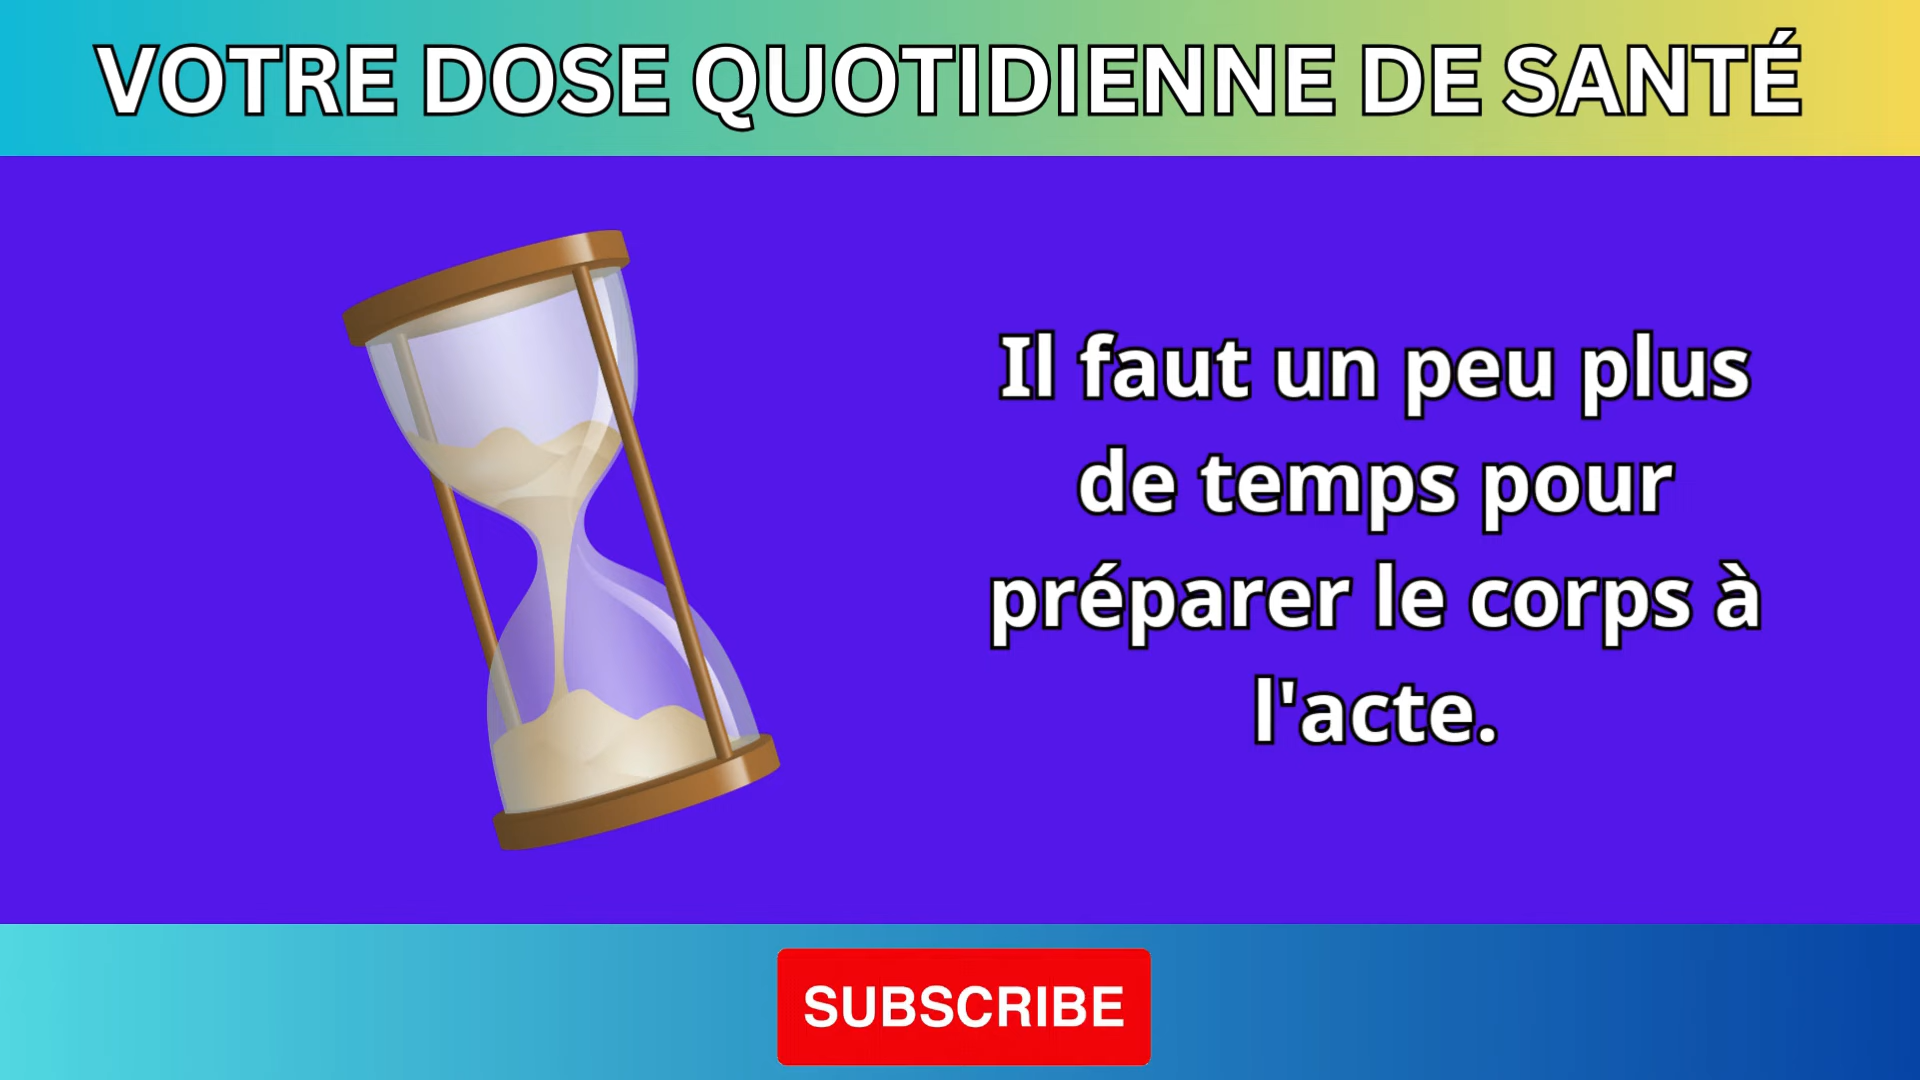 VOTRE DOSE QUOTIDIENNE DE SANTÉ
Il faut un peu plus
de temps pour
préparer le corps à
l'acte.
SUBSCRIBE